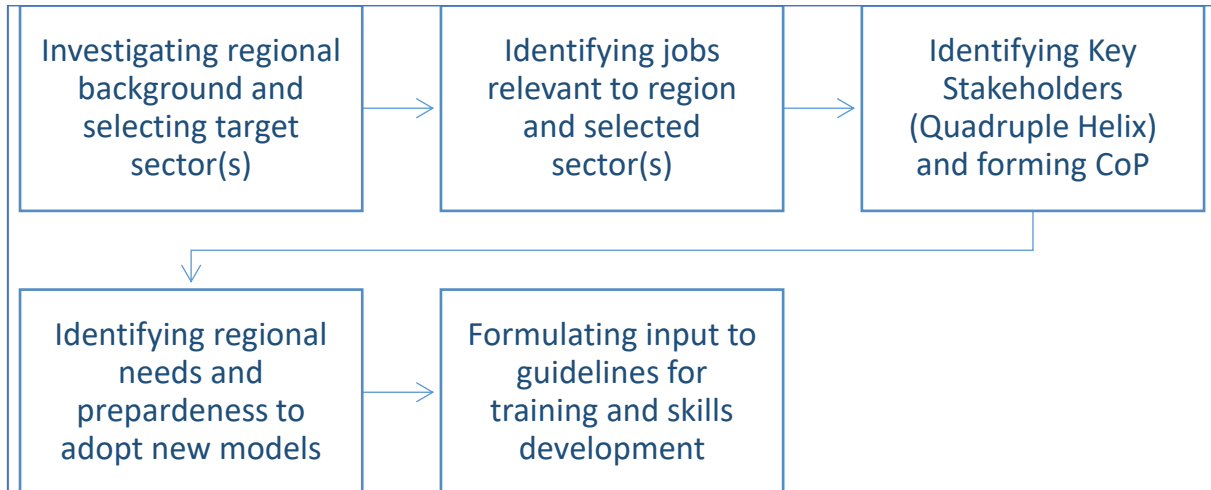 Investigating regional
background and
selecting target
sector(s)
Identifying jobs
relevant to region
and selected
sector(s)
Identifying Key
Stakeholders
(Quadruple Helix)
and forming CoP
Identifying regional
needs and
prepardeness to
adopt new models
Formulating input to
guidelines for
training and skills
development